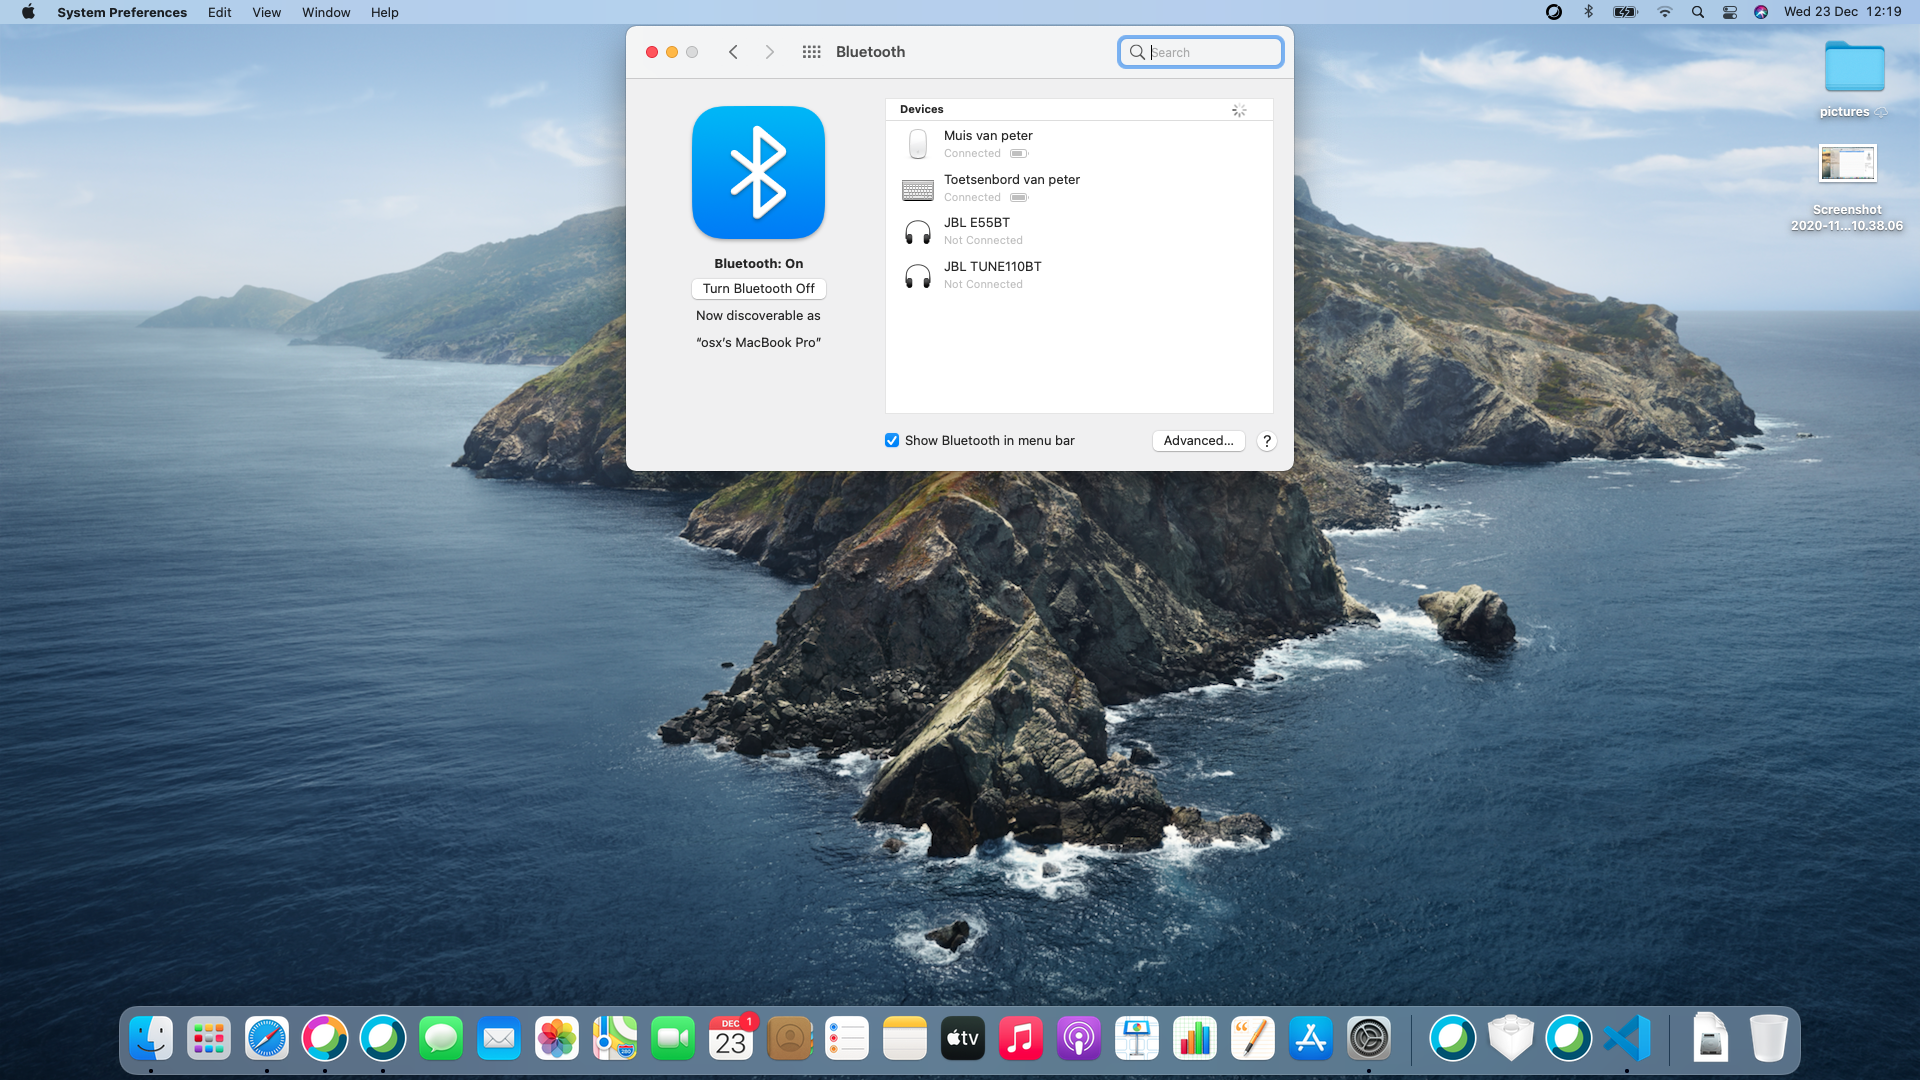 System Preferences Edit View Window Help Wed 23 Dec 12:19
Bluetooth
Search
Devices
Muis van peter
Connected
Toetsenbord van peter
Connected
JBL E55BT
Not Connected
JBL TUNE110BT
Not Connected
Bluetooth: On
Turn Bluetooth Off
Now discoverable as
“osx’s MacBook Pro”
Show Bluetooth in menu bar
Advanced... ?
pictures
Screenshot
2020-11...10.38.06
DEC 1
23
tv